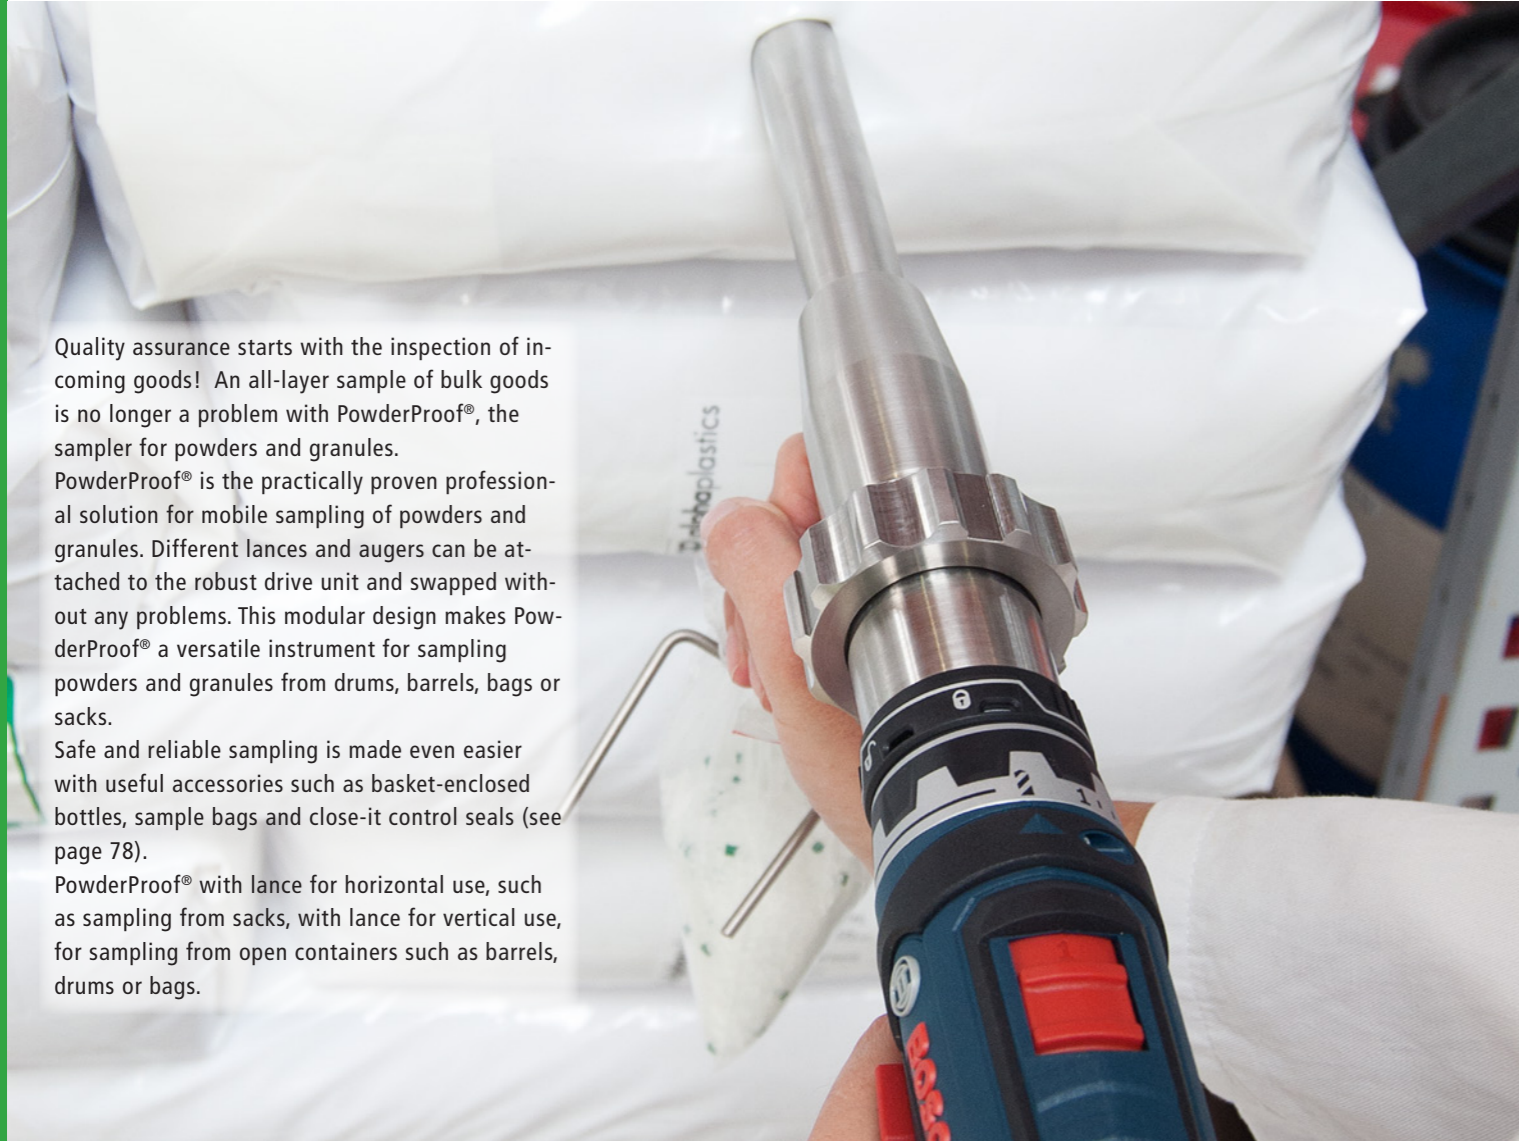 Quality assurance starts with the inspection of in-
coming goods!  An all-layer sample of bulk goods
is no longer a problem with PowderProof®, the
sampler for powders and granules.
PowderProof® is the practically proven profession-
al solution for mobile sampling of powders and
granules. Different lances and augers can be at-
tached to the robust drive unit and swapped with-
out any problems. This modular design makes Pow-
derProof® a versatile instrument for sampling
powders and granules from drums, barrels, bags or
sacks.
Safe and reliable sampling is made even easier
with useful accessories such as basket-enclosed
bottles, sample bags and close-it control seals (see
page 78).
PowderProof® with lance for horizontal use, such
as sampling from sacks, with lance for vertical use,
for sampling from open containers such as barrels,
drums or bags.
1
1